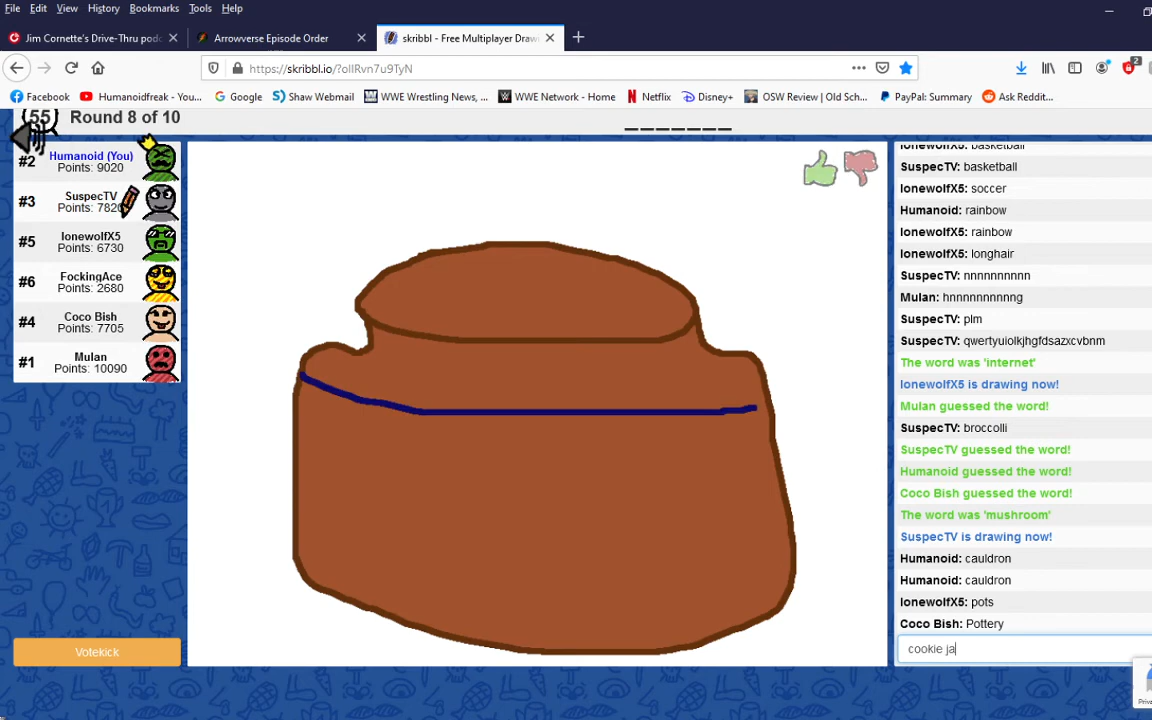 File Edit View History Bookmarks Tools Help
Jim Cornette's Drive-Thru podc
Arrowverse Episode Order
skribbl - Free Multiplayer Draw
https://skribbl.io/?olIRvn7u9TyN
2
Facebook
Humanoidfreak - You...
Google
Shaw Webmail
WWE Wrestling News, ...
WWE Network - Home
Netflix
Disney+
OSW Review | Old Sch...
PayPal: Summary
Ask Reddit...
55
Round 8 of 10
_______
#2 Humanoid (You)
Points: 9020
#3 SuspecTV
Points: 7820
#5 lonewolfX5
Points: 6730
#6 FockingAce
Points: 2680
#4 Coco Bish
Points: 7705
#1 Mulan
Points: 10090
Votekick
lonewolfX5: basketball
SuspecTV: basketball
lonewolfX5: soccer
Humanoid: rainbow
lonewolfX5: rainbow
lonewolfX5: longhair
SuspecTV: nnnnnnnnnn
Mulan: hnnnnnnnnng
SuspecTV: plm
SuspecTV: qwertyuiolkjhgfdsazxcvbnm
The word was 'internet'
lonewolfX5 is drawing now!
Mulan guessed the word!
SuspecTV: broccolli
SuspecTV guessed the word!
Humanoid guessed the word!
Coco Bish guessed the word!
The word was 'mushroom'
SuspecTV is drawing now!
Humanoid: cauldron
Humanoid: cauldron
lonewolfX5: pots
Coco Bish: Pottery
cookie ja